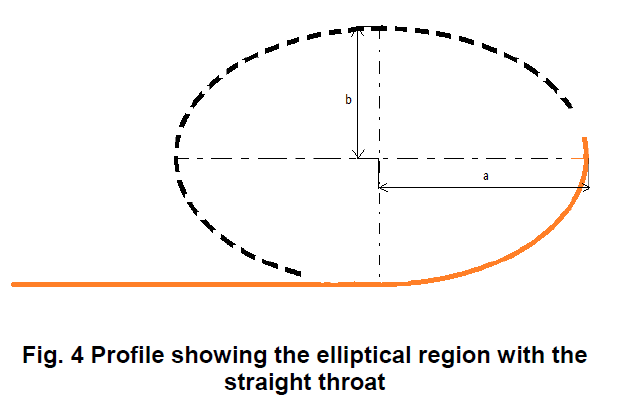 b
a
Fig. 4 Profile showing the elliptical region with the
straight throat